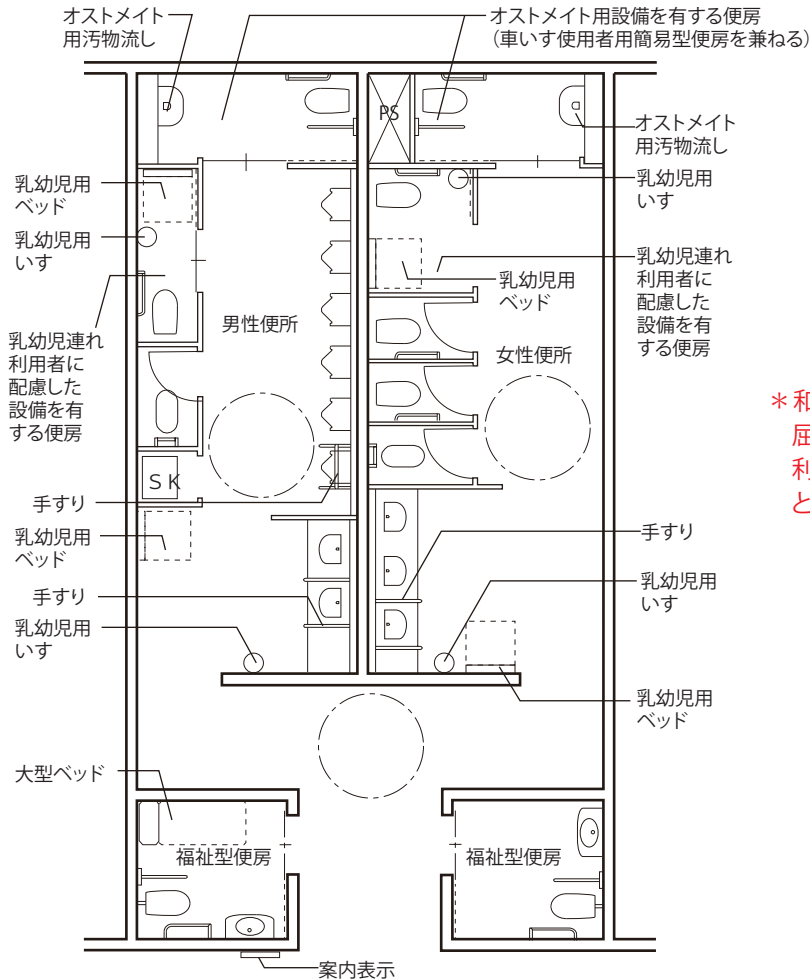 オストメイト
用汚物流し
オストメイト用設備を有する便房
（車いす使用者用簡易型便房を兼ねる）
PS
オストメイト
用汚物流し
乳幼児用
ベッド
乳幼児用
いす
乳幼児用
いす
乳幼児連れ
利用者に
配慮した
設備を有
する便房
乳幼児用
ベッド
男性便所
女性便所
乳幼児連れ
利用者に
配慮した
設備を有
する便房
＊和
屈
利
と
SK
手すり
乳幼児用
ベッド
手すり
乳幼児用
いす
手すり
乳幼児用
いす
乳幼児用
ベッド
大型ベッド
福祉型便房
福祉型便房
案内表示